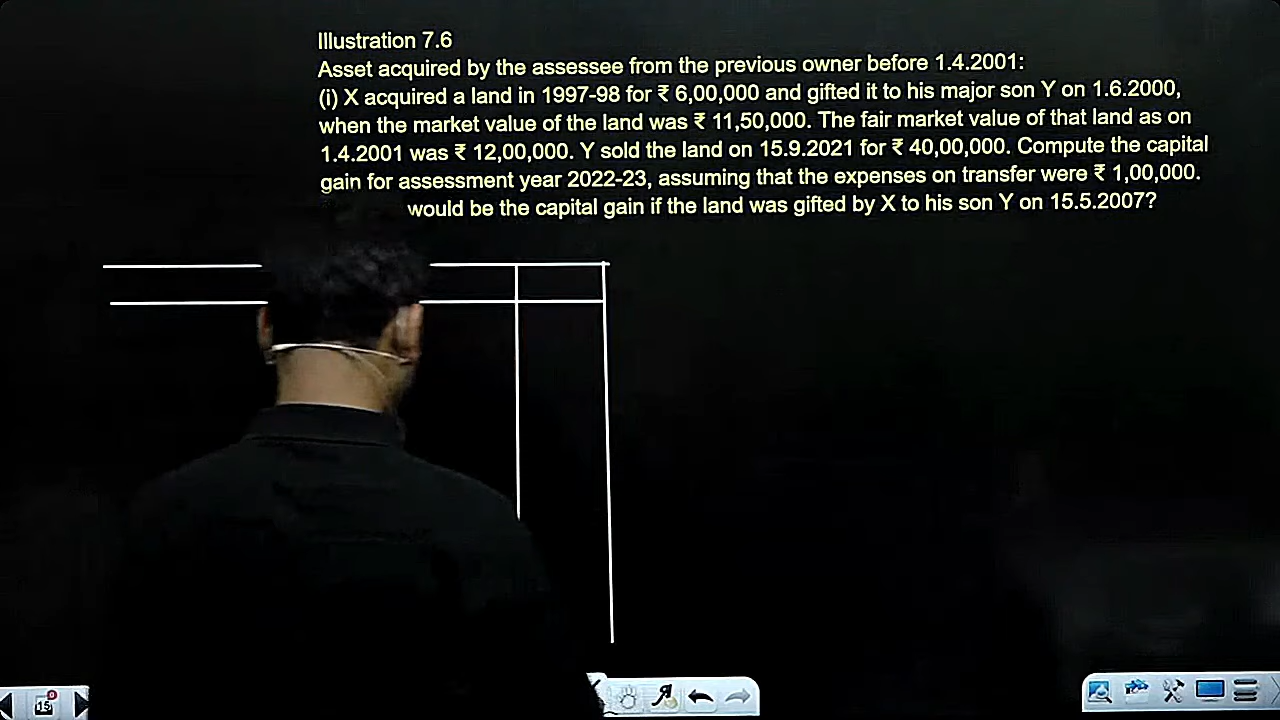 Illustration 7.6
Asset acquired by the assessee from the previous owner before 1.4.2001:
(i) X acquired a land in 1997-98 for ₹ 6,00,000 and gifted it to his major son Y on 1.6.2000,
when the market value of the land was ₹ 11,50,000. The fair market value of that land as on
1.4.2001 was ₹ 12,00,000. Y sold the land on 15.9.2021 for ₹ 40,00,000. Compute the capital
gain for assessment year 2022-23, assuming that the expenses on transfer were ₹ 1,00,000.
would be the capital gain if the land was gifted by X to his son Y on 15.5.2007?
15